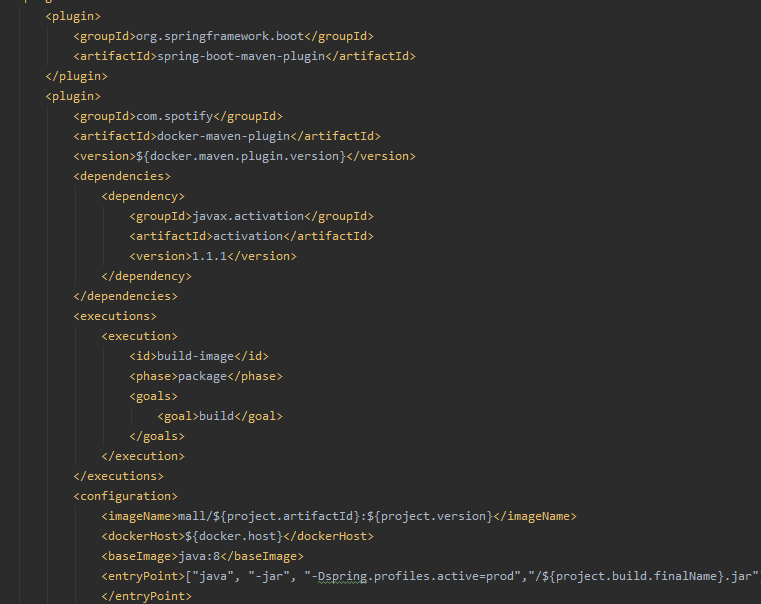 <plugin>
<groupId>org.springframework.boot</groupId>
<artifactId>spring-boot-maven-plugin</artifactId>
</plugin>
<plugin>
<groupId>com.spotify</groupId>
<artifactId>docker-maven-plugin</artifactId>
<version>${docker.maven.plugin.version}</version>
<dependencies>
<dependency>
<groupId>javax.activation</groupId>
<artifactId>activation</artifactId>
<version>1.1.1</version>
</dependency>
</dependencies>
<executions>
<execution>
<id>build-image</id>
<phase>package</phase>
<goals>
<goal>build</goal>
</goals>
</execution>
</executions>
<configuration>
<imageName>mall/${project.artifactId}:${project.version}</imageName>
<dockerHost>${docker.host}</dockerHost>
<baseImage>java:8</baseImage>
<entryPoint>["java", "-jar", "-Dspring.profiles.active=prod","/${project.build.finalName}.jar"
</entryPoint>